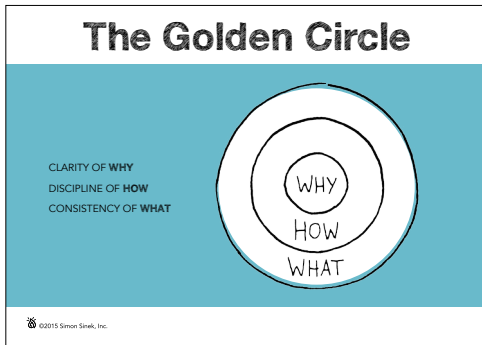 The Golden Circle
CLARITY OF WHY
DISCIPLINE OF HOW
CONSISTENCY OF WHAT
WHY
HOW
WHAT
©2015 Simon Sinek, Inc.